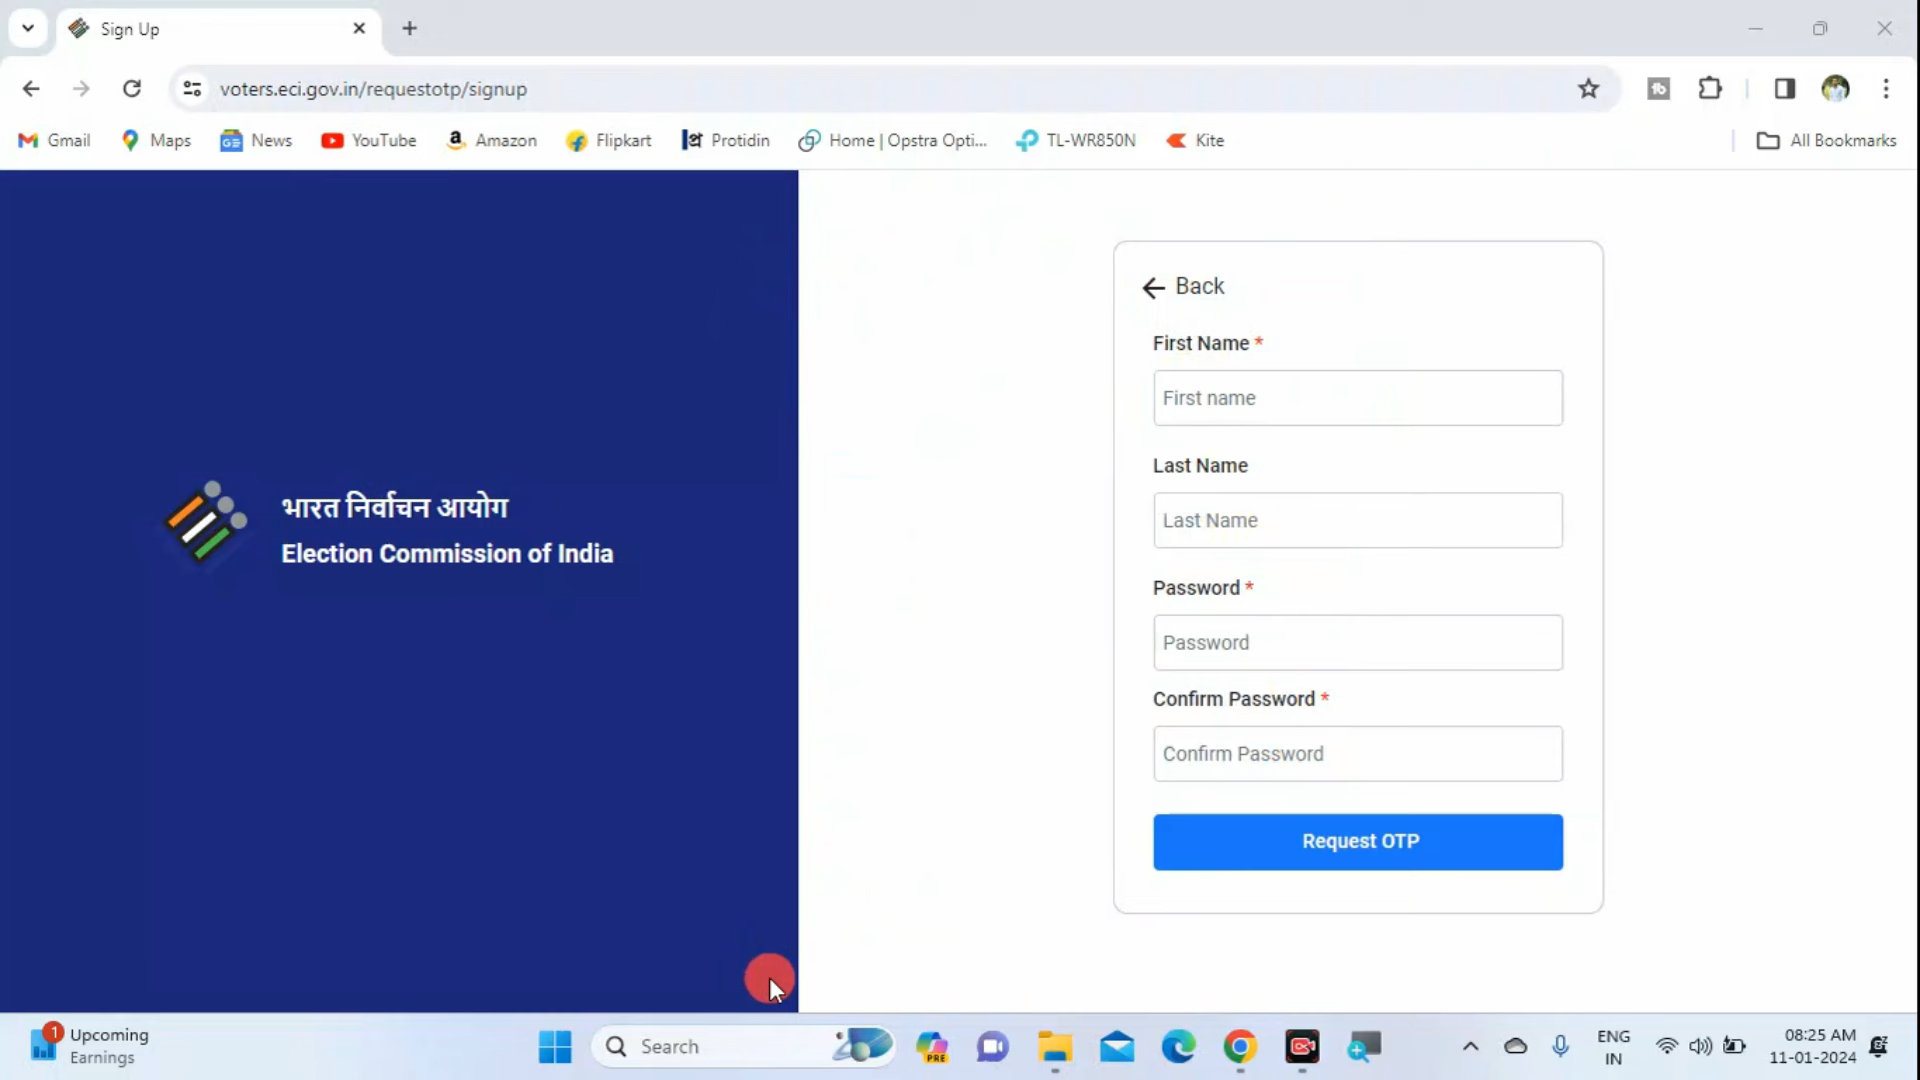 Sign Up
voters.eci.gov.in/requestotp/signup
Gmail Maps News YouTube Amazon Flipkart Protidin Home | Opstra Opti... TL-WR850N Kite All Bookmarks
Back
First Name *
First name
Last Name
Last Name
भारत निर्वाचन आयोग
Election Commission of India
Password *
Password
Confirm Password *
Confirm Password
Request OTP
1 Upcoming
Earnings
Search
PRE
ENG
IN
08:25 AM
11-01-2024